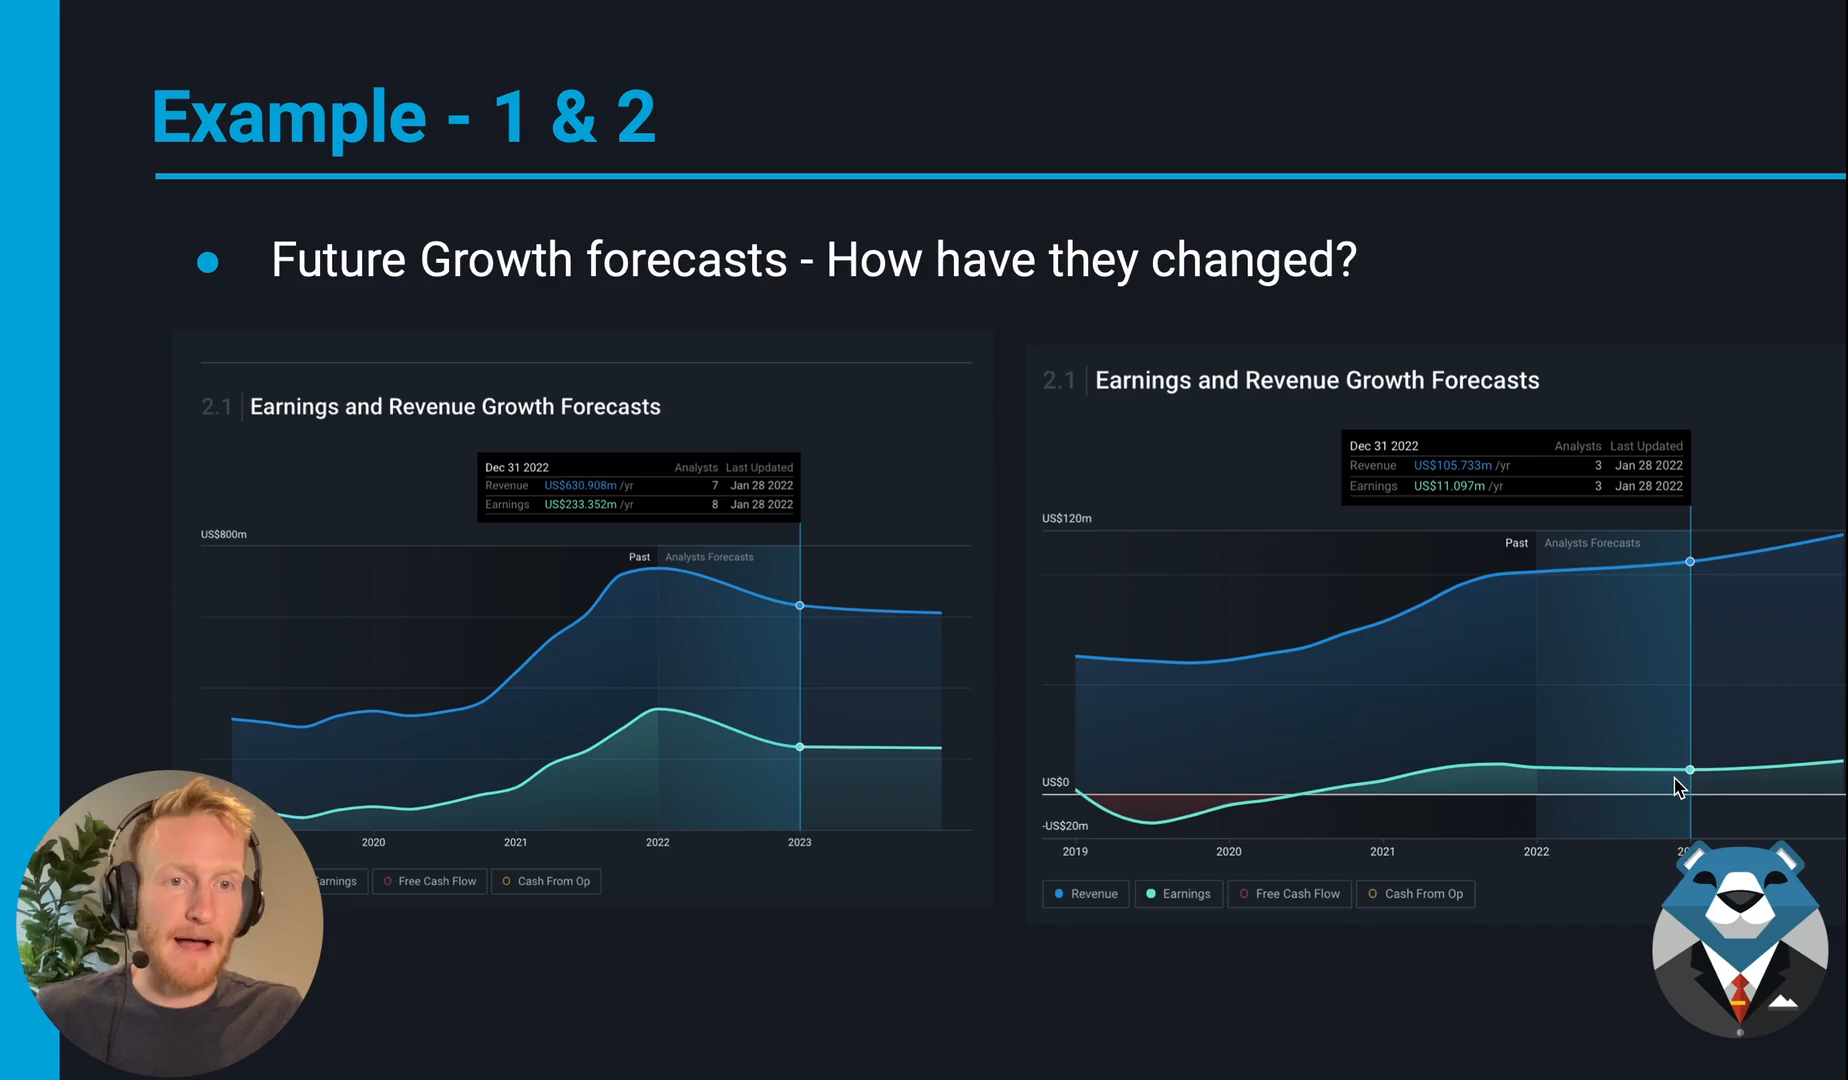 Example - 1 & 2
Future Growth forecasts - How have they changed?
2.1 Earnings and Revenue Growth Forecasts
Dec 31 2022 Analysts Last Updated
Revenue US$630.908m /yr 7 Jan 28 2022
Earnings US$233.352m /yr 8 Jan 28 2022
US$800m
Past Analysts Forecasts
2020 2021 2022 2023
Earnings Free Cash Flow Cash From Op
2.1 Earnings and Revenue Growth Forecasts
Dec 31 2022 Analysts Last Updated
Revenue US$105.733m /yr 3 Jan 28 2022
Earnings US$11.097m /yr 3 Jan 28 2022
US$120m
Past Analysts Forecasts
US$0
-US$20m
2019 2020 2021 2022
Revenue Earnings Free Cash Flow Cash From Op